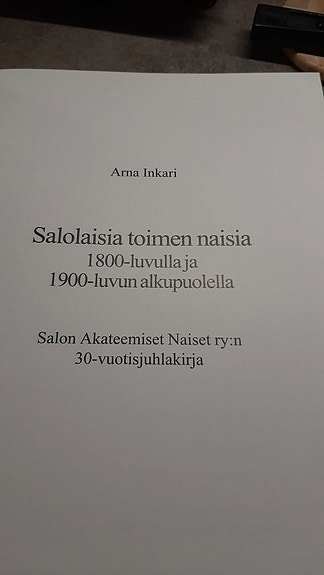 Arna Inkari
Salolaisia toimen naisia
1800-luvulla ja
1900-luvun alkupuolella
Salon Akateemiset Naiset ry:n
30-vuotisjuhlakirja